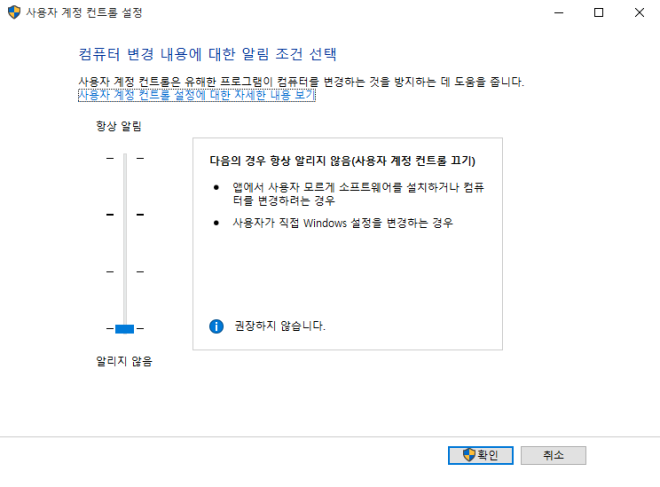 사용자 계정 컨트롤 설정
컴퓨터 변경 내용에 대한 알림 조건 선택
사용자 계정 컨트롤은 유해한 프로그램이 컴퓨터를 변경하는 것을 방지하는 데 도움을 줍니다.
사용자 계정 컨트롤 설정에 대한 자세한 내용 보기
항상 알림
다음의 경우 항상 알리지 않음(사용자 계정 컨트롤 끄기)
● 앱에서 사용자 모르게 소프트웨어를 설치하거나 컴퓨
터를 변경하려는 경우
● 사용자가 직접 Windows 설정을 변경하는 경우
권장하지 않습니다.
알리지 않음
확인 취소